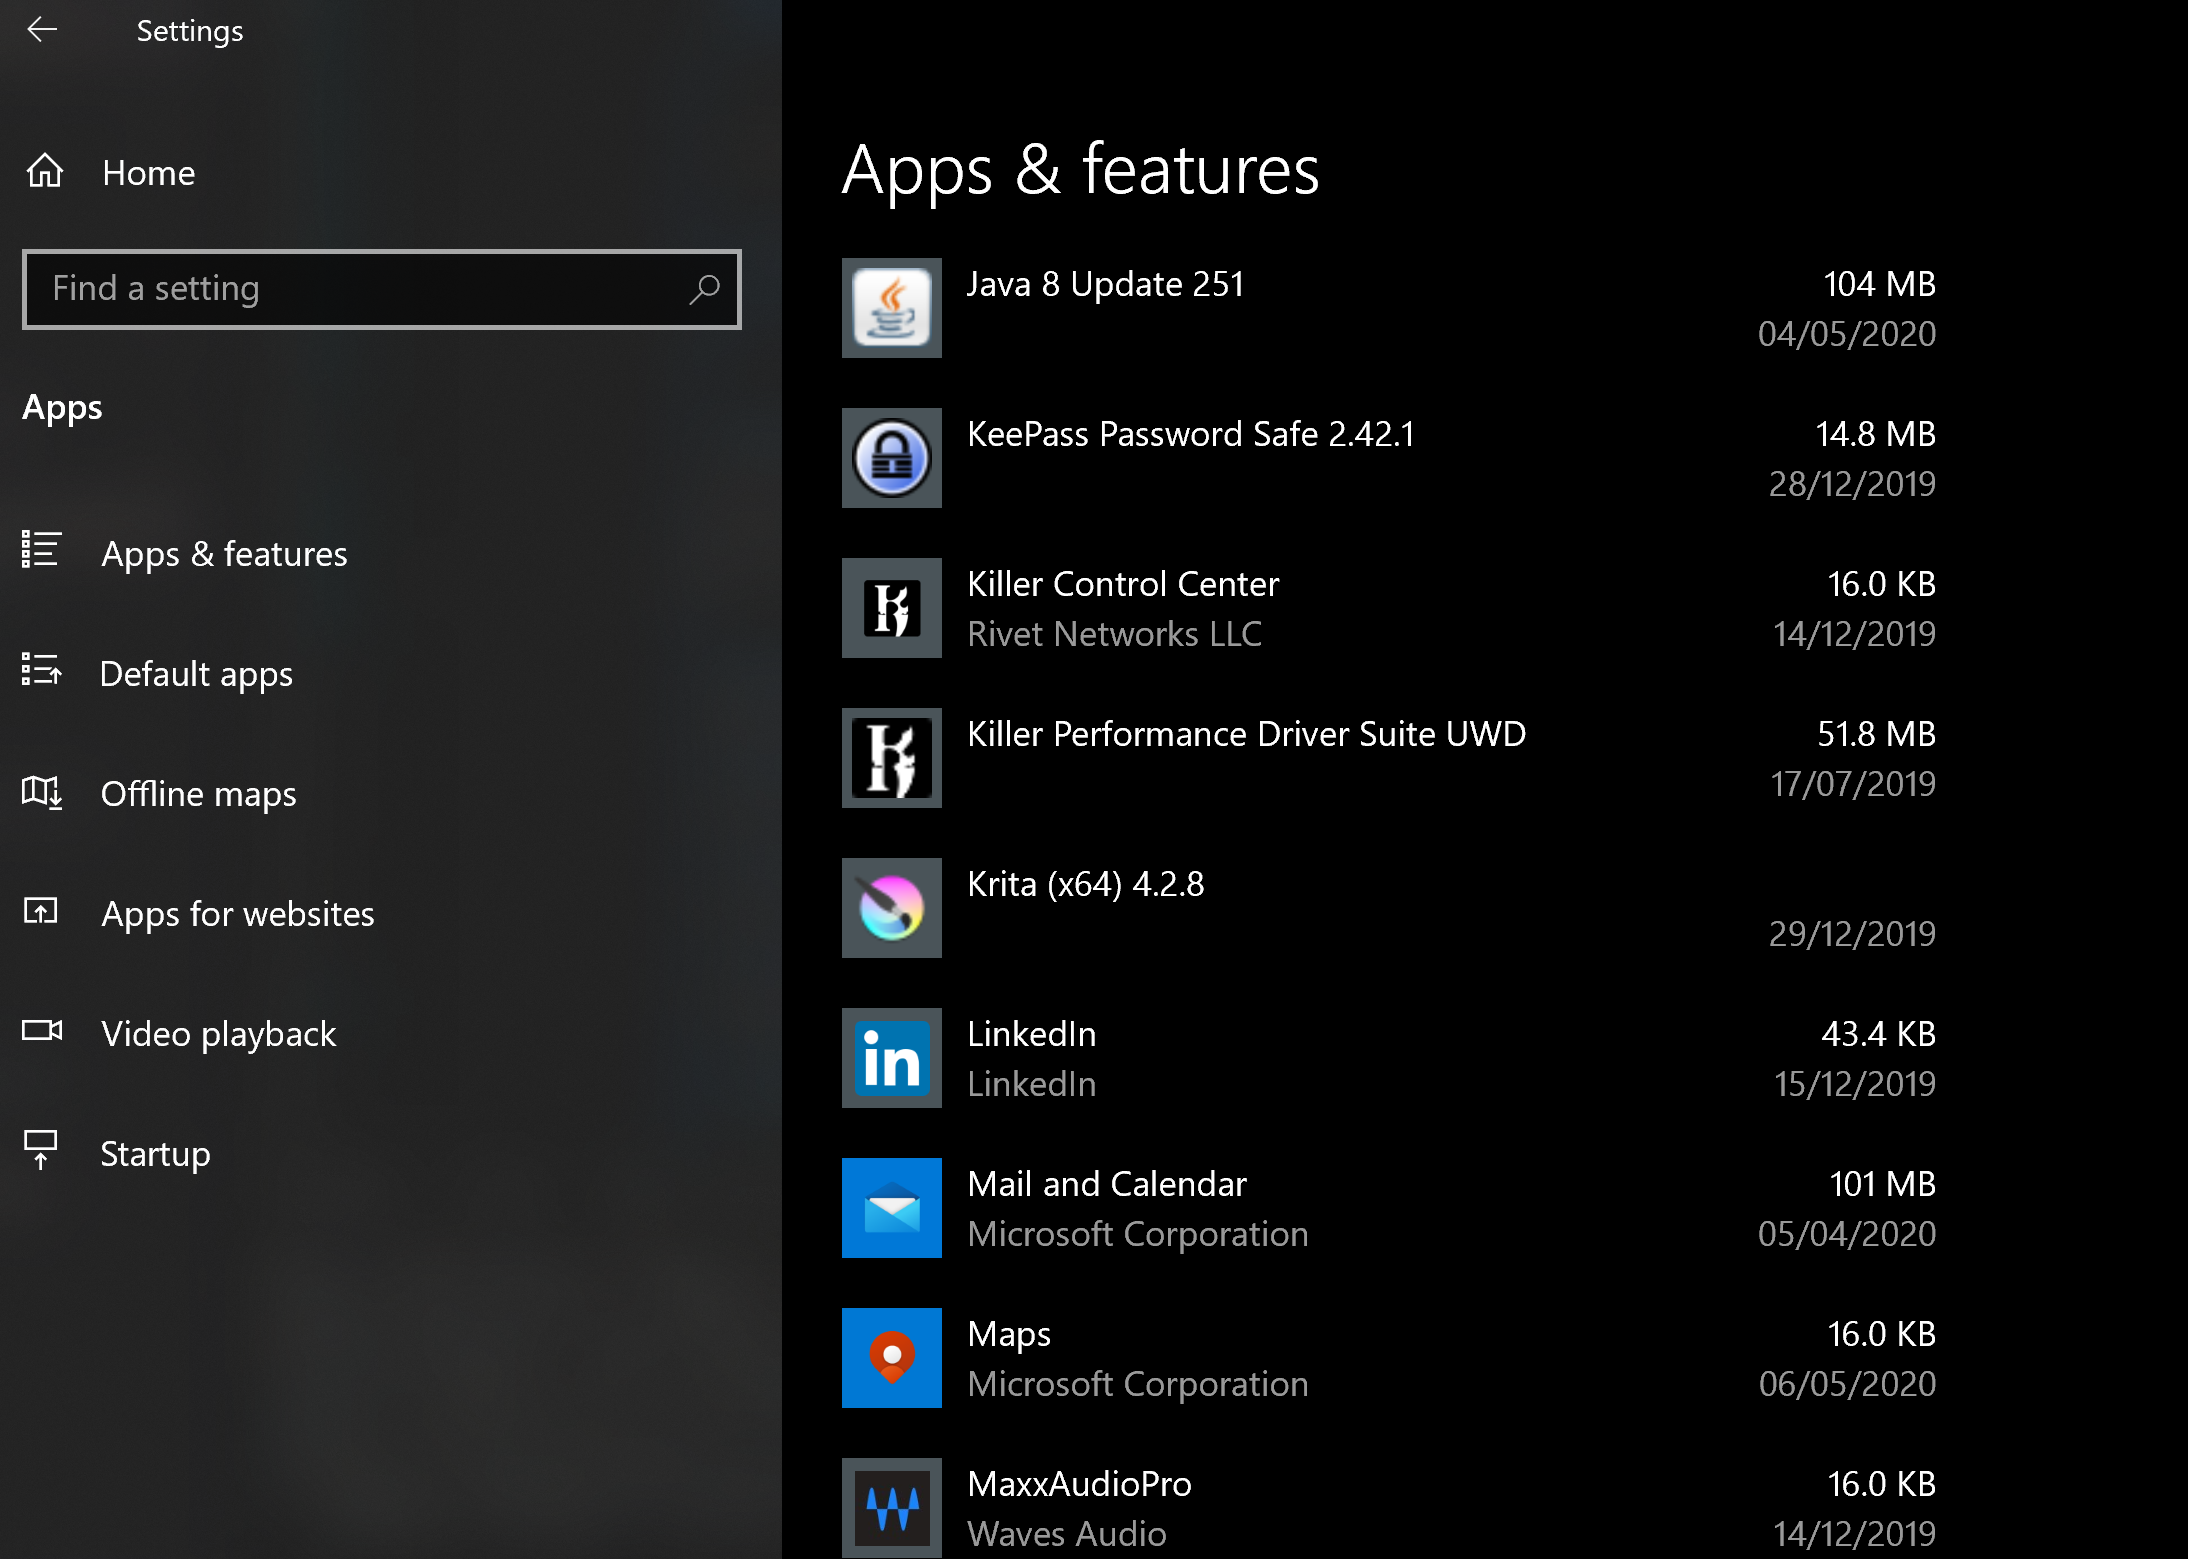 Settings
Home
Find a setting
Apps
Apps & features
Default apps
Offline maps
Apps for websites
Video playback
Startup
Apps & features
Java 8 Update 251
104 MB
04/05/2020
KeePass Password Safe 2.42.1
14.8 MB
28/12/2019
Killer Control Center
16.0 KB
Rivet Networks LLC
14/12/2019
Killer Performance Driver Suite UWD
51.8 MB
17/07/2019
Krita (x64) 4.2.8
29/12/2019
in
LinkedIn
43.4 KB
LinkedIn
15/12/2019
Mail and Calendar
101 MB
Microsoft Corporation
05/04/2020
Maps
16.0 KB
Microsoft Corporation
06/05/2020
MaxxAudioPro
16.0 KB
Waves Audio
14/12/2019